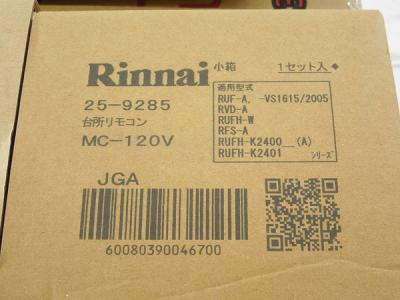 Rinnai 小箱 1セット入◆
25-9285
台所リモコン
MC-120V
適用型式
RUF-A, -VS1615/2005
RVD-A
RUFH-W
RFS-A
RUFH-K2400__(A)
RUFH-K2401 シリーズ
JGA
60080390046700